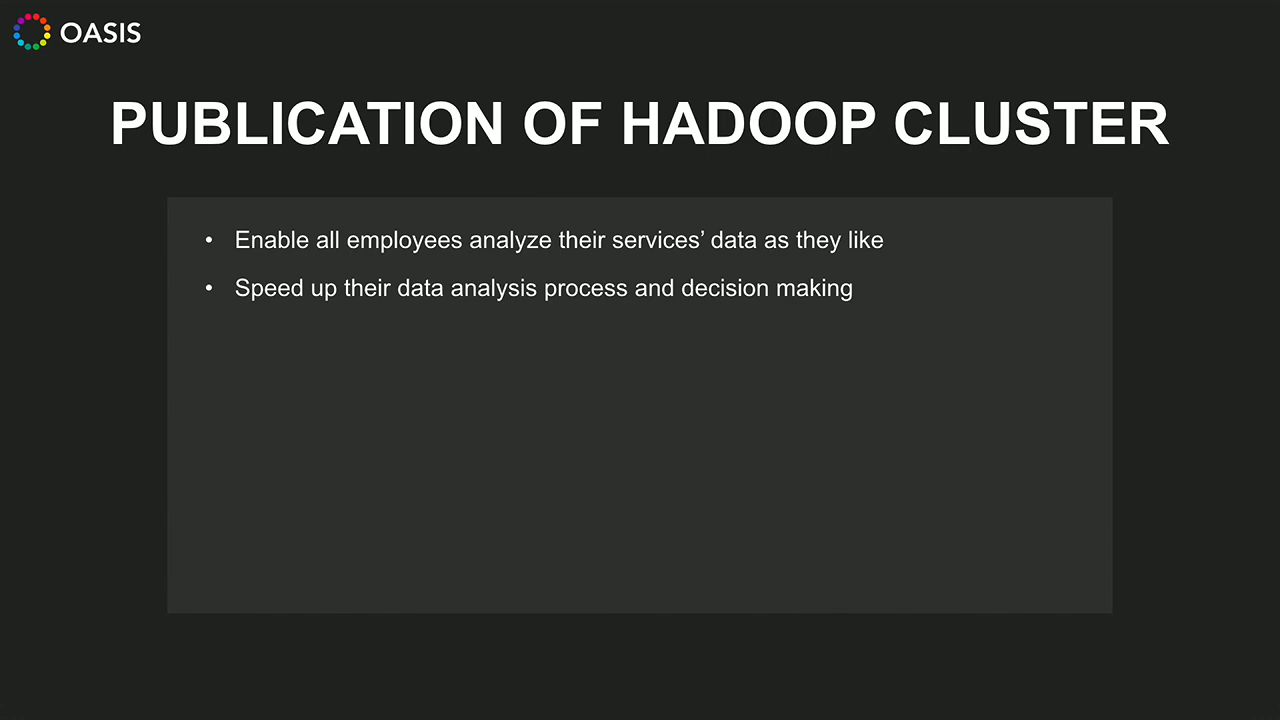 OASIS
PUBLICATION OF HADOOP CLUSTER
• Enable all employees analyze their services’ data as they like
• Speed up their data analysis process and decision making